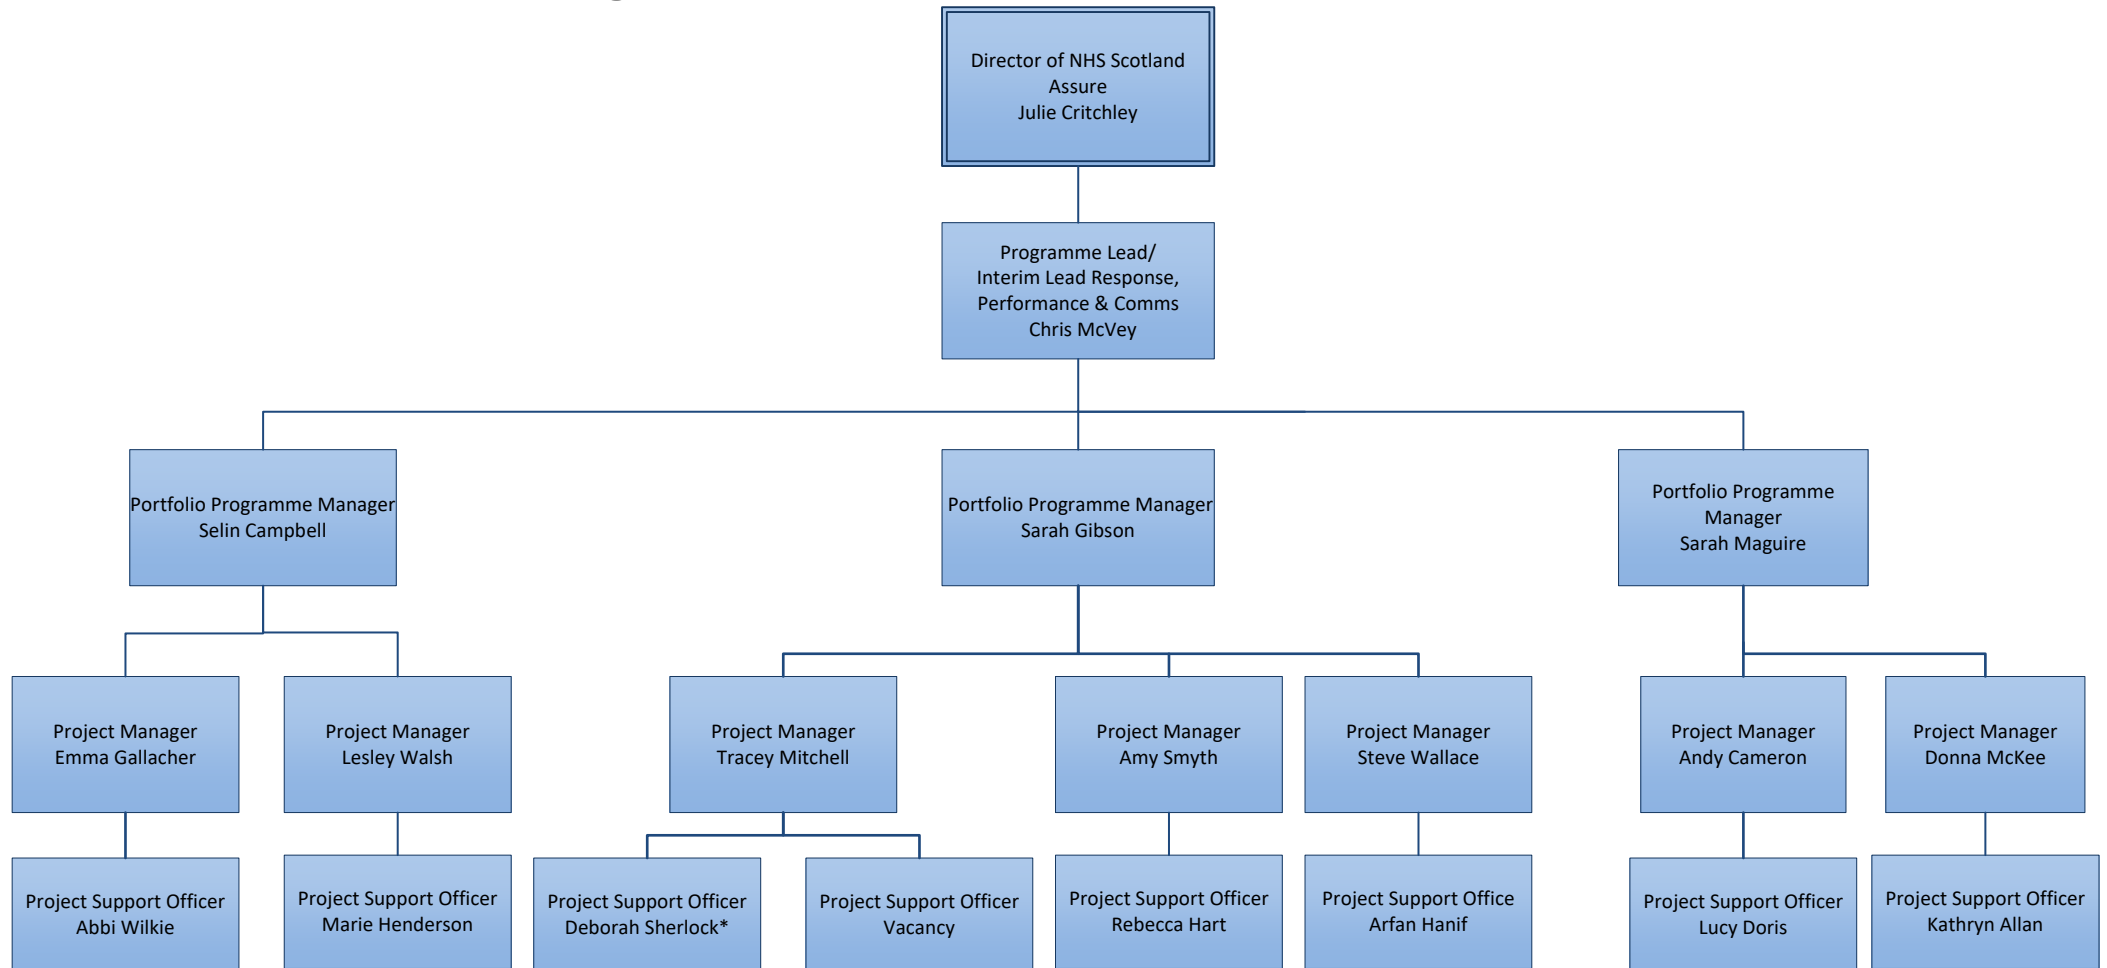 Director of NHS Scotland
Assure
Julie Critchley
Programme Lead/
Interim Lead Response,
Performance & Comms
Chris McVey
Portfolio Programme Manager
Selin Campbell
Portfolio Programme Manager
Sarah Gibson
Portfolio Programme
Manager
Sarah Maguire
Project Manager
Emma Gallacher
Project Manager
Lesley Walsh
Project Manager
Tracey Mitchell
Project Manager
Amy Smyth
Project Manager
Steve Wallace
Project Manager
Andy Cameron
Project Manager
Donna McKee
Project Support Officer
Abbi Wilkie
Project Support Officer
Marie Henderson
Project Support Officer
Deborah Sherlock*
Project Support Officer
Vacancy
Project Support Officer
Rebecca Hart
Project Support Office
Arfan Hanif
Project Support Officer
Lucy Doris
Project Support Officer
Kathryn Allan